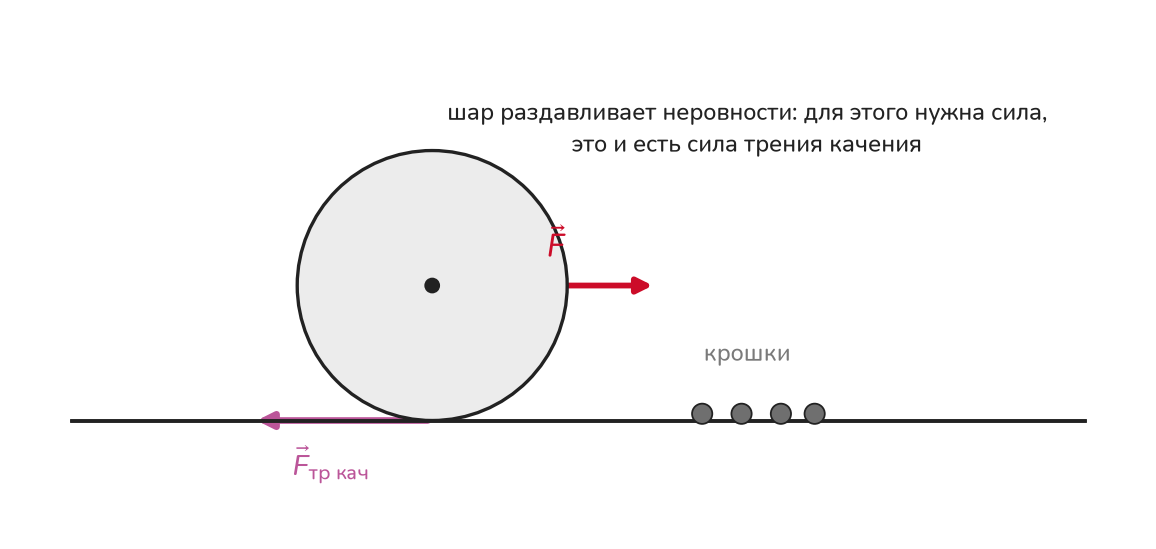 шар раздавливает неровности: для этого нужна сила,
это и есть сила трения качения
F⃗
крошки
F⃗тр кач